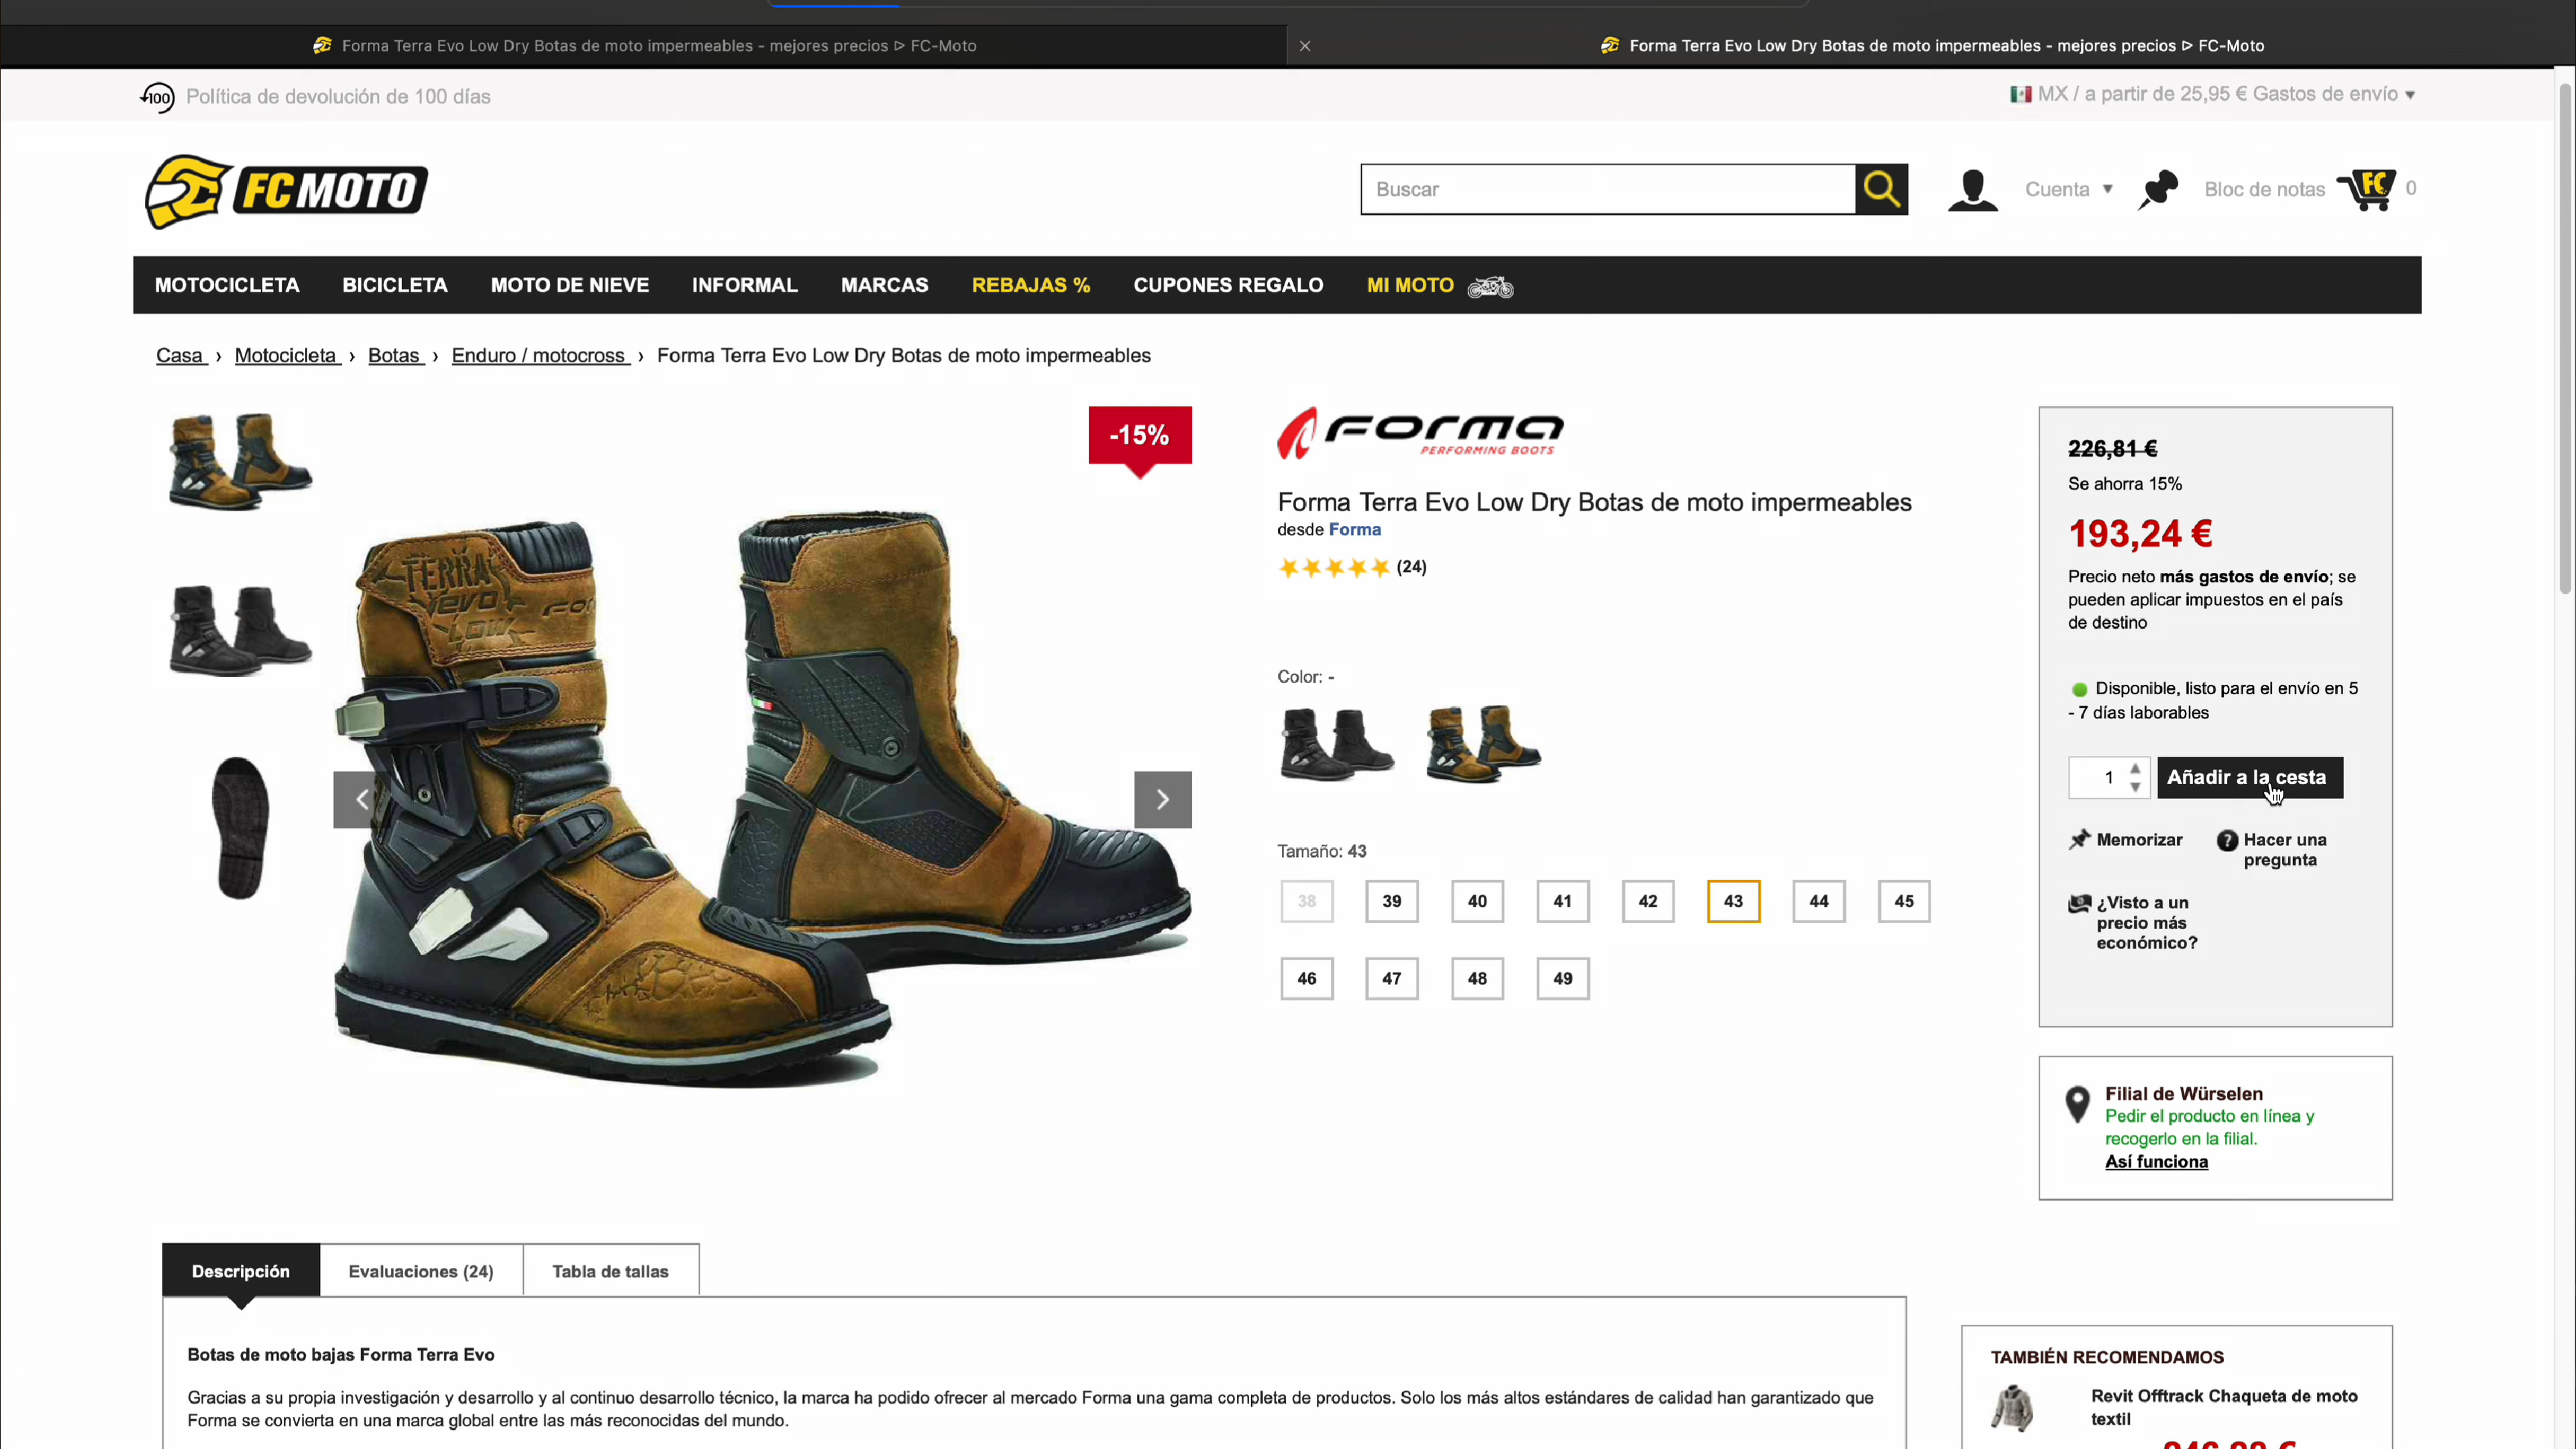 Forma Terra Evo Low Dry Botas de moto impermeables - mejores precios ᐅ FC-Moto
Forma Terra Evo Low Dry Botas de moto impermeables - mejores precios ᐅ FC-Moto
100 Política de devolución de 100 días
MX / a partir de 25,95 € Gastos de envío ▼
FC MOTO
Buscar
Cuenta ▼
Bloc de notas
FC
0
MOTOCICLETA BICICLETA MOTO DE NIEVE INFORMAL MARCAS REBAJAS % CUPONES REGALO MI MOTO
Casa › Motocicleta › Botas › Enduro / motocross › Forma Terra Evo Low Dry Botas de moto impermeables
-15%
TERRA
evo
LOW
Forma
PERFORMING BOOTS
Forma Terra Evo Low Dry Botas de moto impermeables
desde Forma
(24)
Color: -
Tamaño: 43
38 39 40 41 42 43 44 45
46 47 48 49
226,81 €
Se ahorra 15%
193,24 €
Precio neto más gastos de envío; se
pueden aplicar impuestos en el país
de destino
Disponible, listo para el envío en 5
- 7 días laborables
1
Añadir a la cesta
Memorizar
Hacer una
pregunta
¿Visto a un
precio más
económico?
Filial de Würselen
Pedir el producto en línea y
recogerlo en la filial.
Así funciona
Descripción
Evaluaciones (24)
Tabla de tallas
Botas de moto bajas Forma Terra Evo
Gracias a su propia investigación y desarrollo y al continuo desarrollo técnico, la marca ha podido ofrecer al mercado Forma una gama completa de productos. Solo los más altos estándares de calidad han garantizado que
Forma se convierta en una marca global entre las más reconocidas del mundo.
TAMBIÉN RECOMENDAMOS
Revit Offtrack Chaqueta de moto
textil